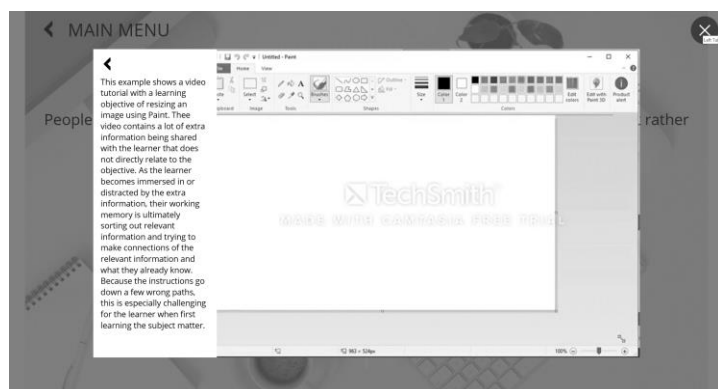 MAIN MENU
Untitled - Paint
Home View
Select
Brushes
Size
Color 1
Color 2
Edit colors
Edit with Paint 3D
Product alert
Clipboard Image Tools Shapes Colors
Outline
Fill
People
rather
This example shows a video
tutorial with a learning
objective of resizing an
image using Paint. Thee
video contains a lot of extra
information being shared
with the learner that does
not directly relate to the
objective. As the learner
becomes immersed in or
distracted by the extra
information, their working
memory is ultimately
sorting out relevant
information and trying to
make connections of the
relevant information and
what they already know.
Because the instructions go
down a few wrong paths,
this is especially challenging
for the learner when first
learning the subject matter.
TechSmith
MADE WITH CAMTASIA FREE TRIAL
100%